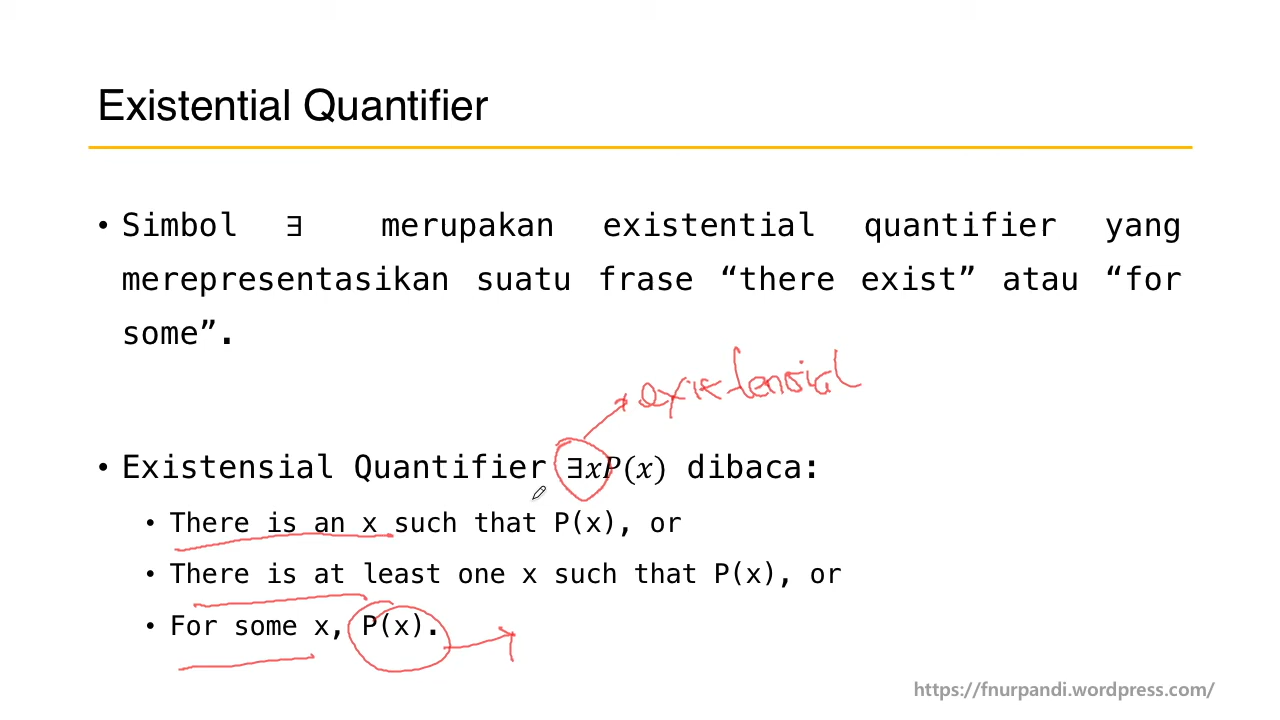 Existential Quantifier
• Simbol ∃ merupakan existential quantifier yang
merepresentasikan suatu frase “there exist” atau “for
some”.
existensial
• Existensial Quantifier ∃xP(x) dibaca:
• There is an x such that P(x), or
• There is at least one x such that P(x), or
• For some x, P(x).
https://fnurpandi.wordpress.com/